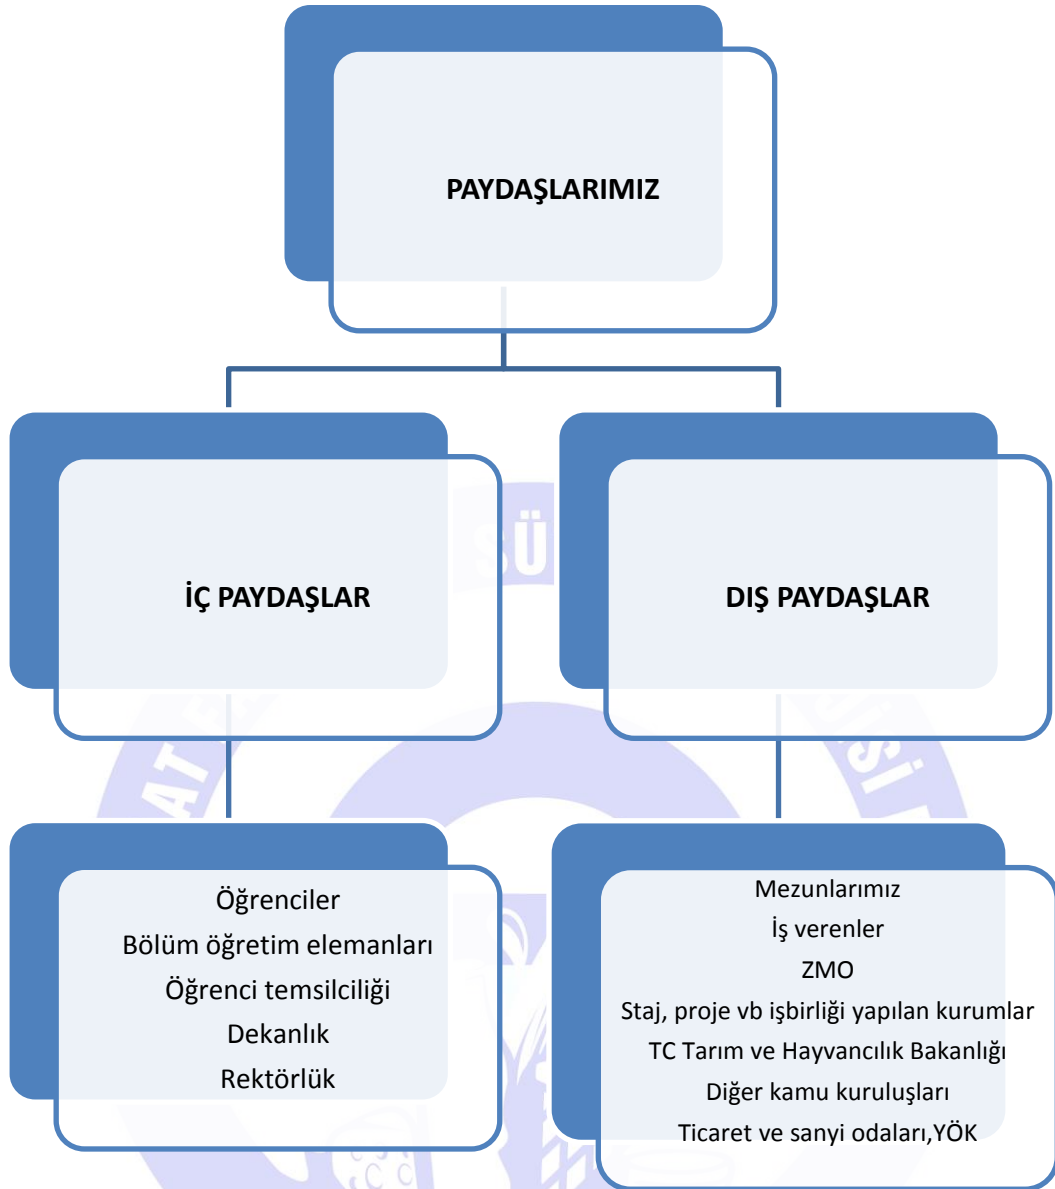 PAYDAŞLARIMIZ
İÇ PAYDAŞLAR
DIŞ PAYDAŞLAR
Öğrenciler
Bölüm öğretim elemanları
Öğrenci temsilciliği
Dekanlık
Rektörlük
Mezunlarımız
İş verenler
ZMO
Staj, proje vb işbirliği yapılan kurumlar
TC Tarım ve Hayvancılık Bakanlığı
Diğer kamu kuruluşları
Ticaret ve sanyi odaları,YÖK